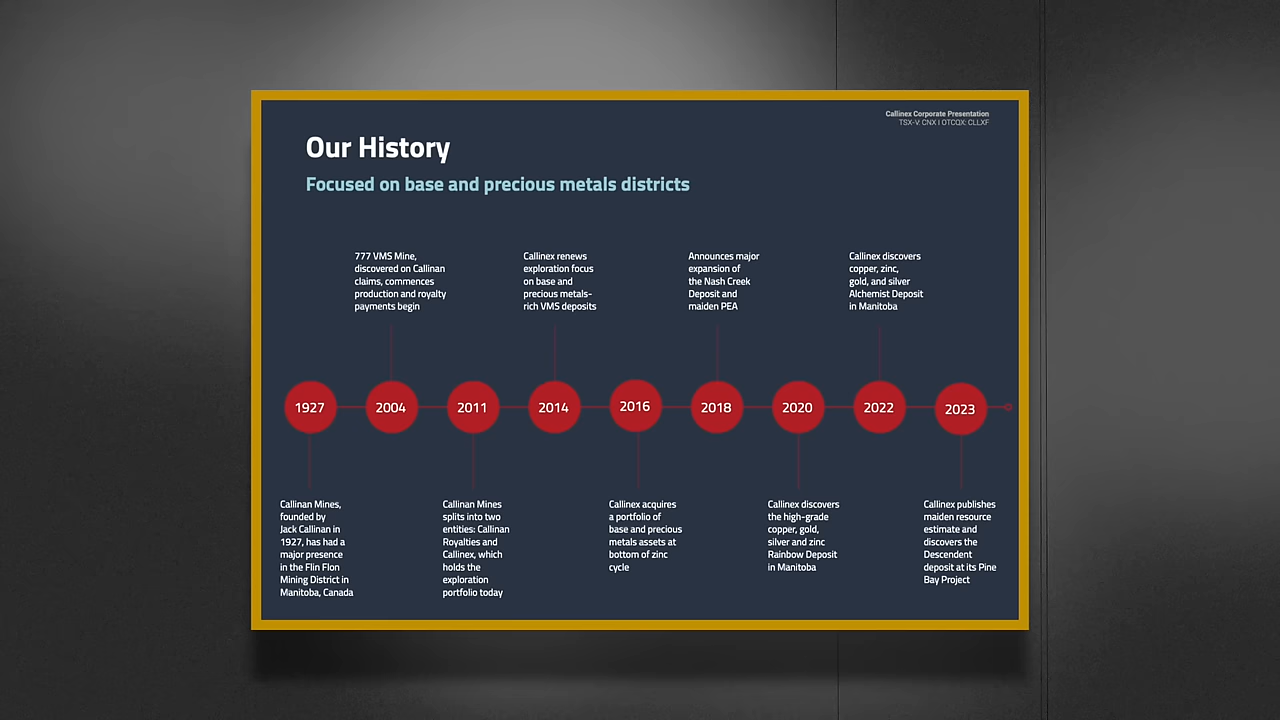 Callinex Corporate Presentation
TSX-V: CNX I OTCQX: CLLXF
Our History
Focused on base and precious metals districts
777 VMS Mine,
discovered on Callinan
claims, commences
production and royalty
payments begin
Callinex renews
exploration focus
on base and
precious metals-
rich VMS deposits
Announces major
expansion of
the Nash Creek
Deposit and
maiden PEA
Callinex discovers
copper, zinc,
gold, and silver
Alchemist Deposit
in Manitoba
1927
2004
2011
2014
2016
2018
2020
2022
2023
Callinan Mines,
founded by
Jack Callinan in
1927, has had a
major presence
in the Flin Flon
Mining District in
Manitoba, Canada
Callinan Mines
splits into two
entities: Callinan
Royalties and
Callinex, which
holds the
exploration
portfolio today
Callinex acquires
a portfolio of
base and precious
metals assets at
bottom of zinc
cycle
Callinex discovers
the high-grade
copper, gold,
silver and zinc
Rainbow Deposit
in Manitoba
Callinex publishes
maiden resource
estimate and
discovers the
Descendent
deposit at its Pine
Bay Project